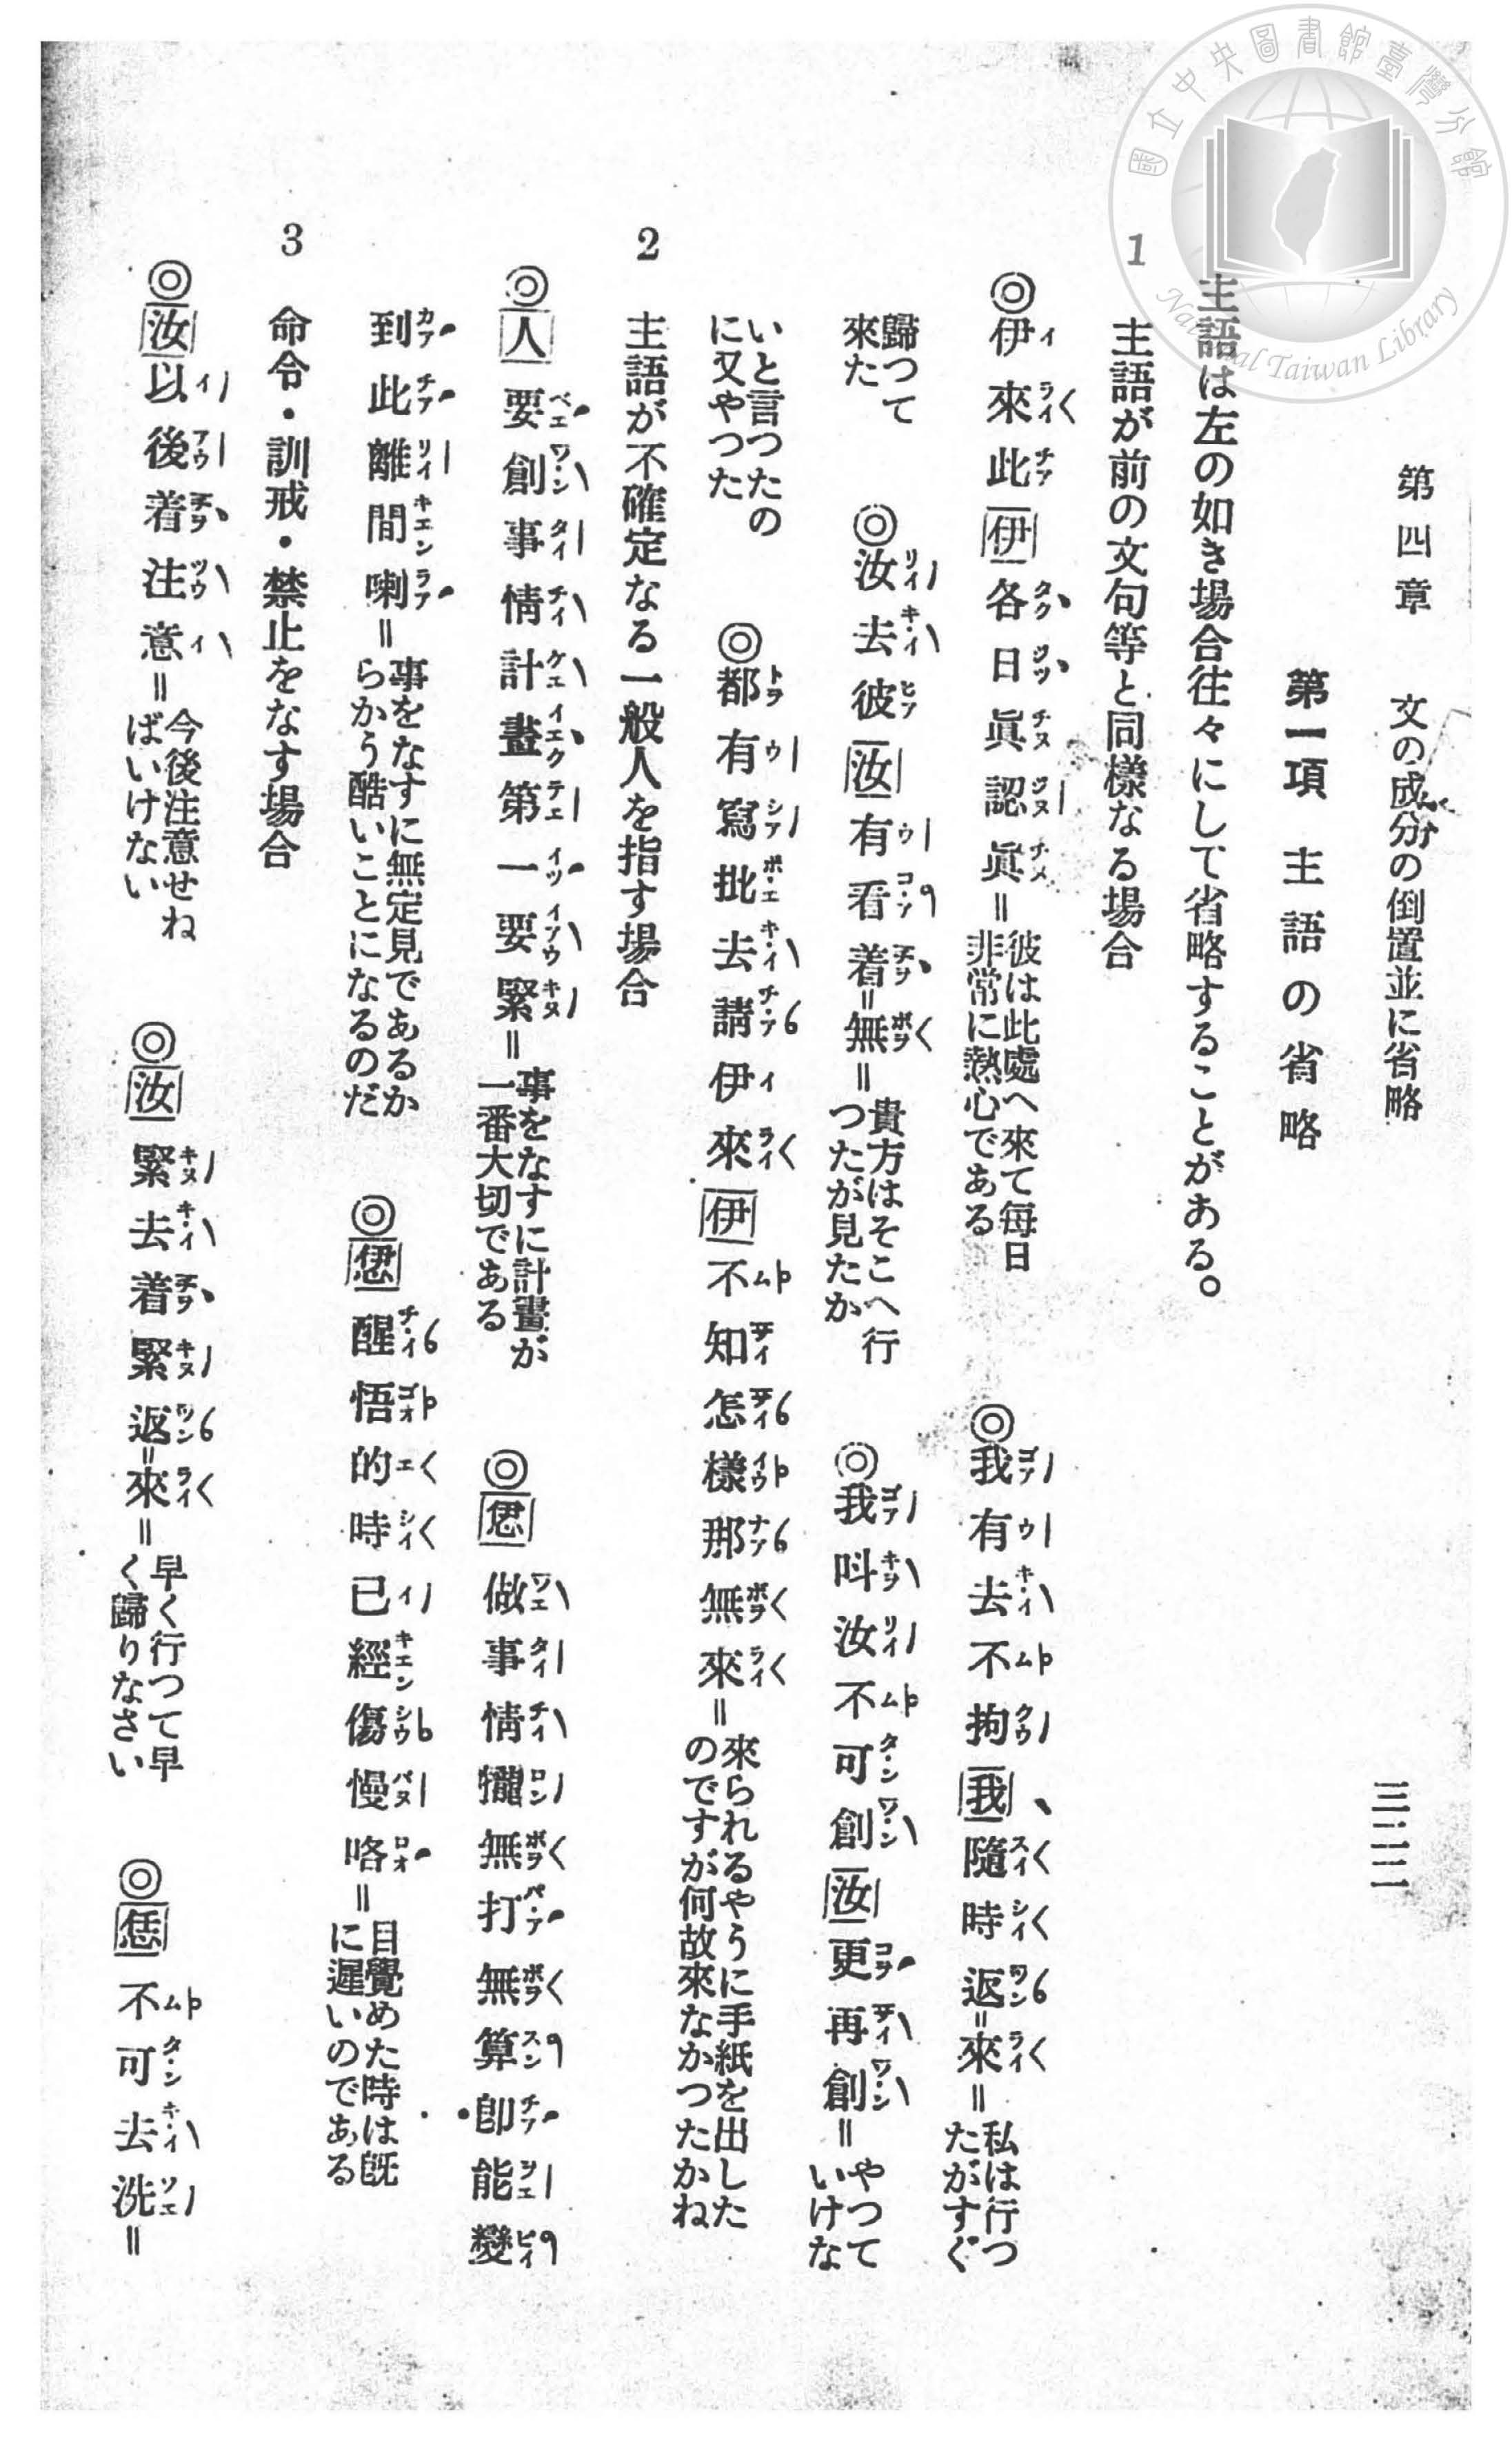 國立中央圖書館臺灣分館
National Taiwan Library
第四章 文の成分の倒置並に省略 三二二
第一項 主語の省略
主語は左の如き場合往々にして省略することがある。
1 主語が前の文句等と同樣なる場合
◎伊來此伊各日眞認眞＝彼は此處へ來て毎日非常に熱心である ◎我有去不拘我、隨時返＝來＝私は行つたがすぐ
歸つて來た ◎汝去彼汝有看着＝無＝貴方はそこへ行つたが見たか ◎我呌汝不可創汝更再創＝やつていけな
いと言つたのに又やつた ◎都有寫批去請伊來伊不知怎樣那無來＝來られるやうに手紙を出したのですが何故來なかつたかね
2 主語が不確定なる一般人を指す場合
◎人要創事情計畫第一要緊＝事をなすに計畫が一番大切である ◎您做事情攏無打無算卽能變
到此離間喇＝事をなすに無定見であるからかう酷いことになるのだ ◎您醒悟的時已經傷慢咯＝目覺めた時は旣に遲いのである
3 命令・訓戒・禁止をなす場合
◎汝以後着注意＝今後注意せねばいけない ◎汝緊去着緊返＝來＝早く行つて早く歸りなさい ◎您不可去洗＝